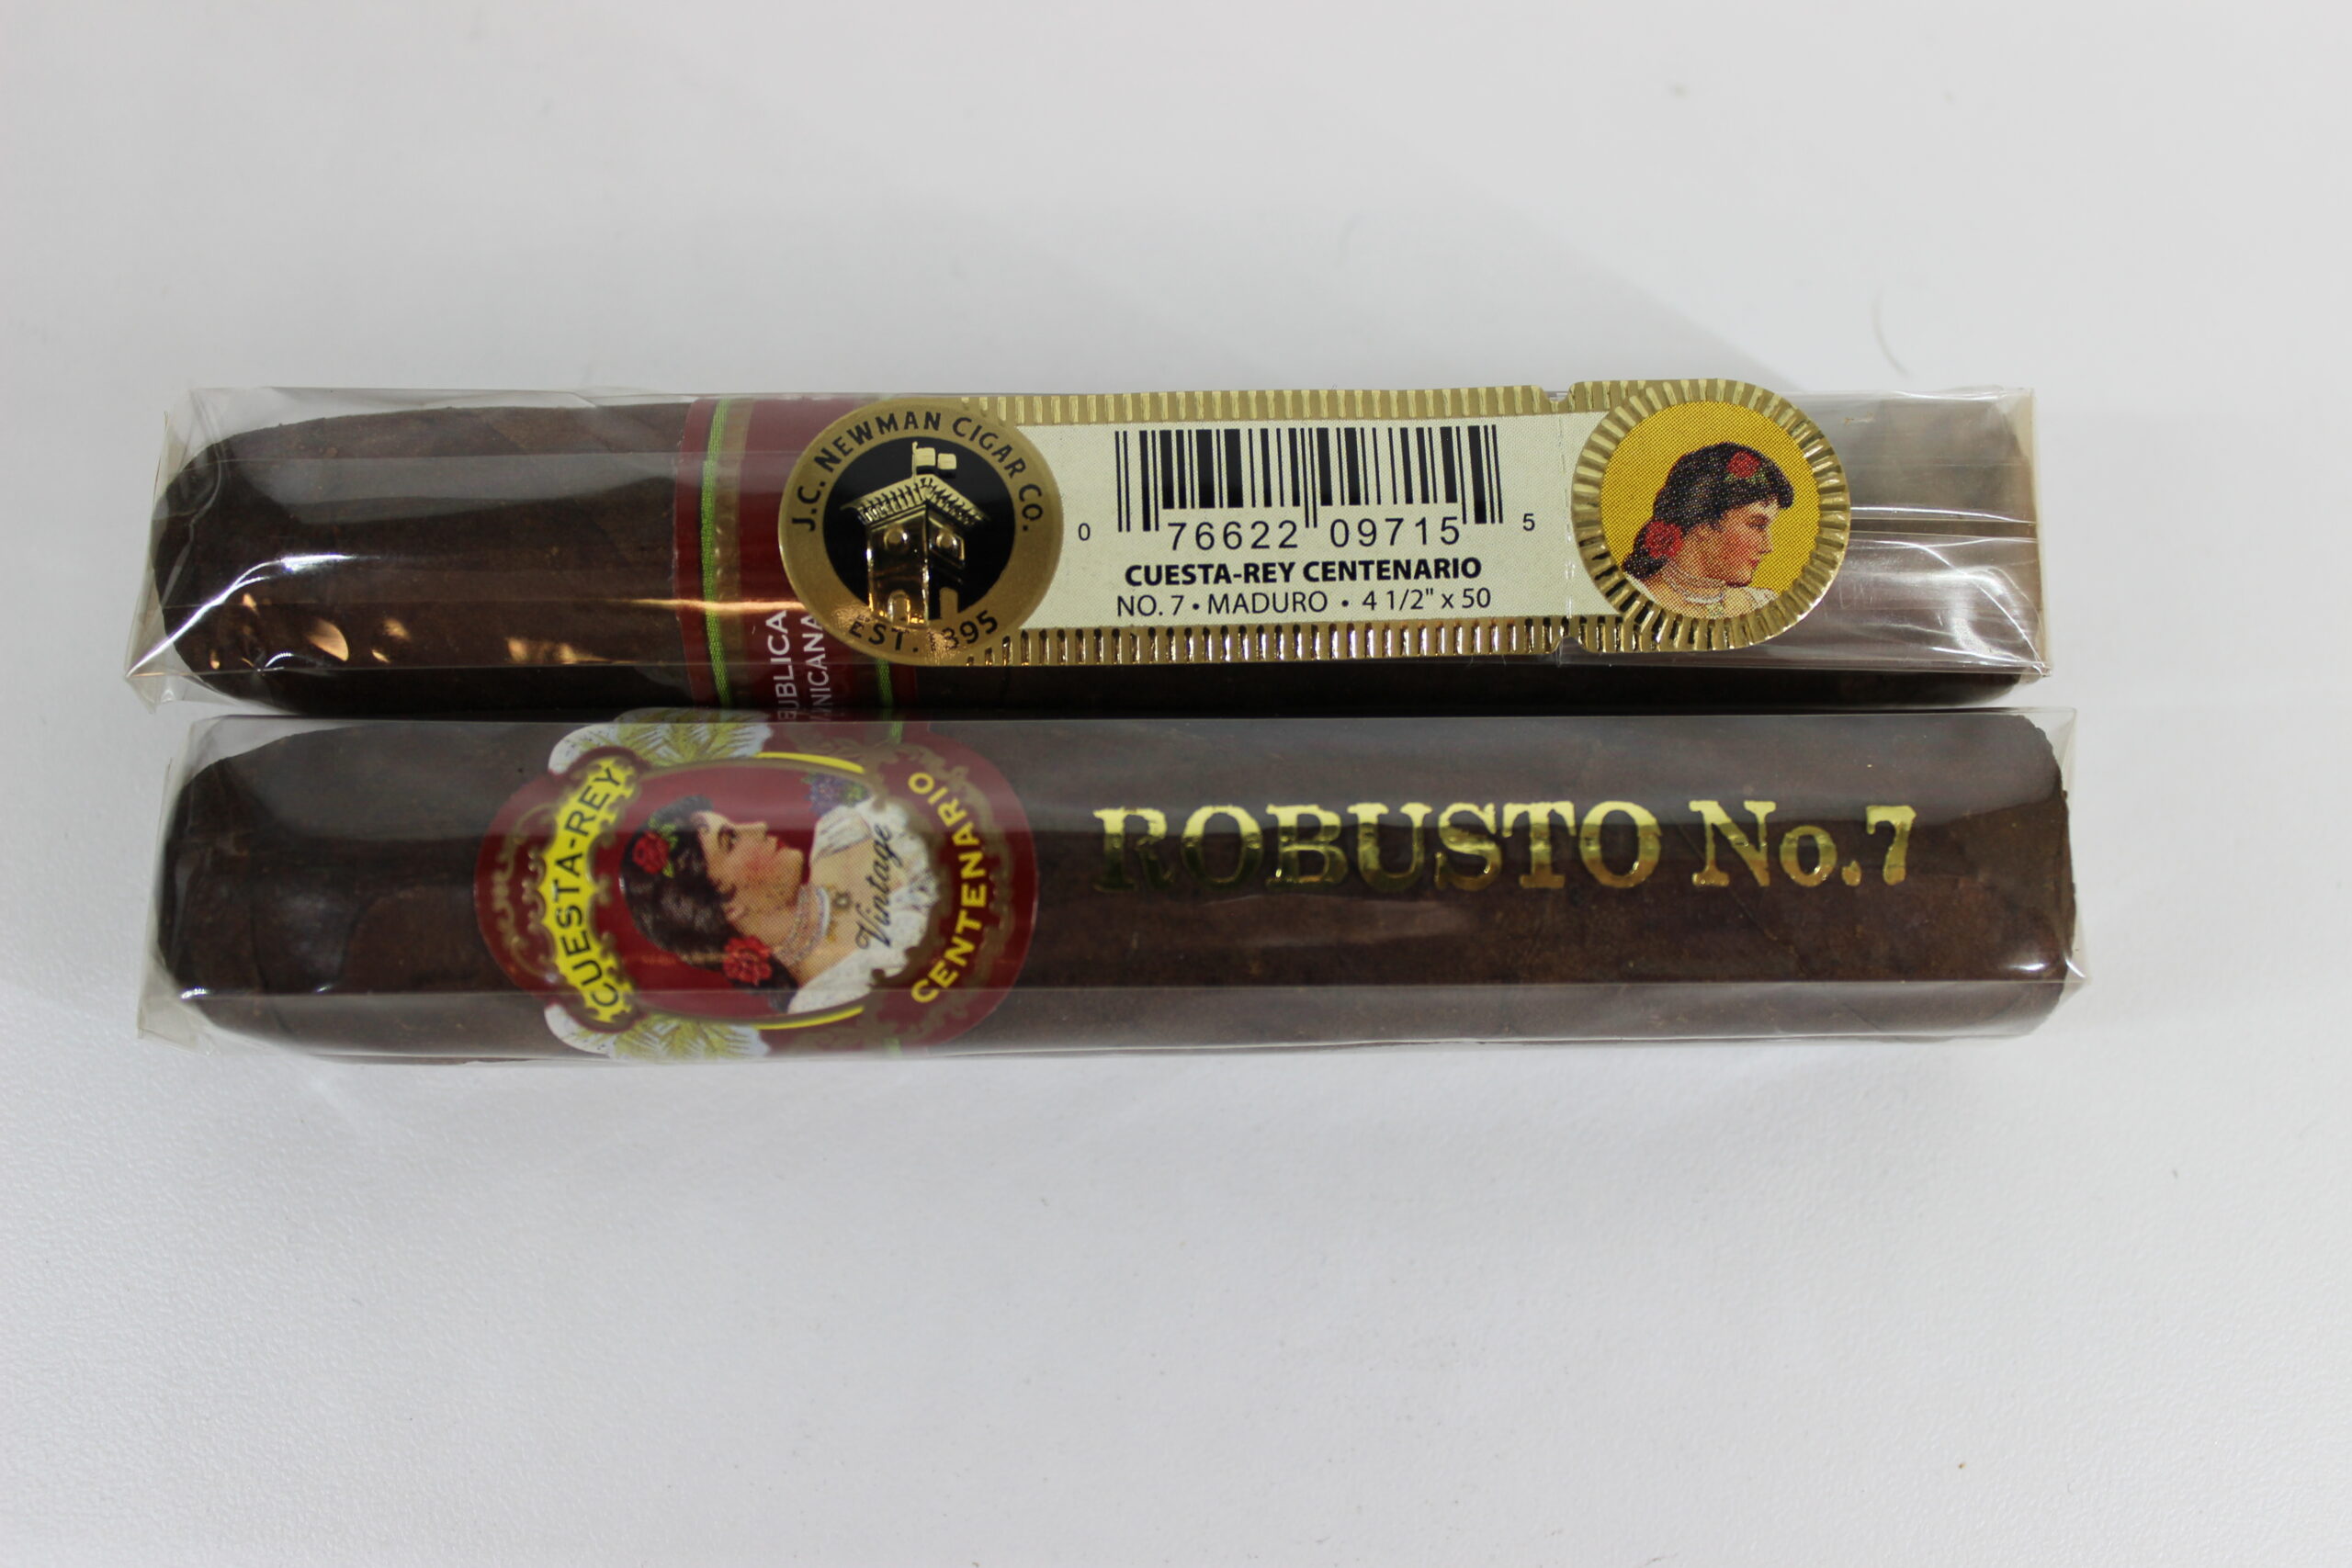 J.C. NEWMAN CIGAR CO.
EST. 1895
0 76622 09715 5
CUESTA-REY CENTENARIO
NO. 7 • MADURO • 4 1/2" x 50
CUESTA-REY
Vintage
CENTENARIO
ROBUSTO No.7